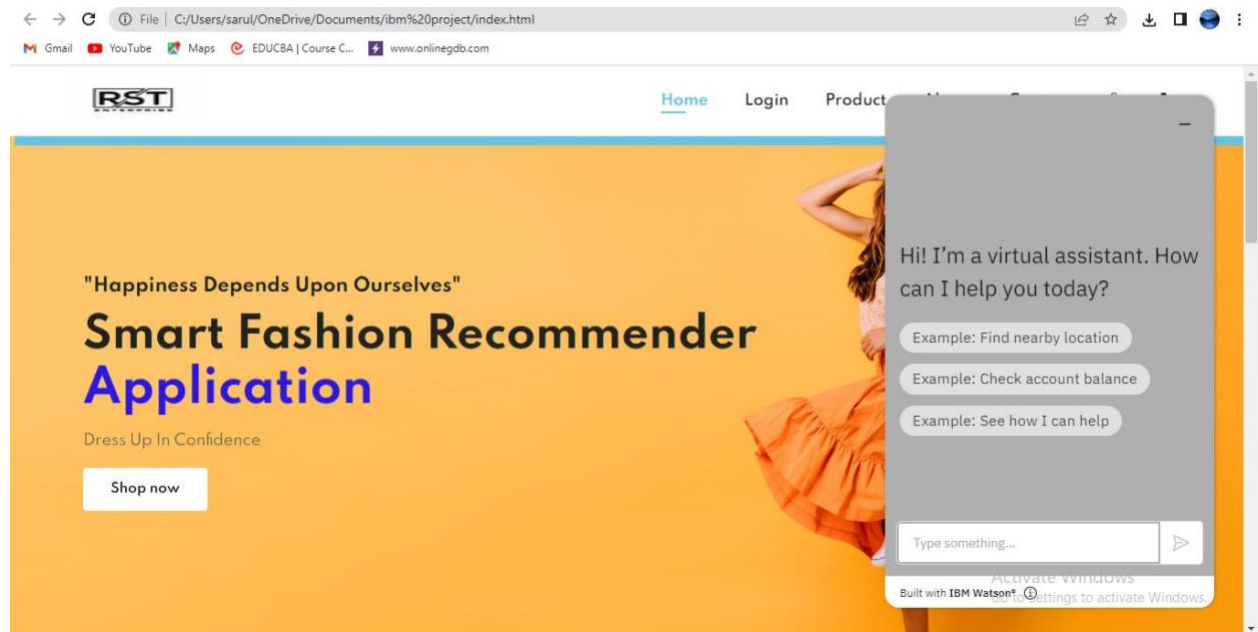 File | C:/Users/sarul/OneDrive/Documents/ibm%20project/index.html
Gmail YouTube Maps EDUCBA | Course C... www.onlinegdb.com
RST
ENTERPRISE
Home Login Product
"Happiness Depends Upon Ourselves"
Smart Fashion Recommender
Application
Dress Up In Confidence
Shop now
Hi! I'm a virtual assistant. How
can I help you today?
Example: Find nearby location
Example: Check account balance
Example: See how I can help
Type something...
Activate Windows
Built with IBM Watson®
Go to Settings to activate Windows.